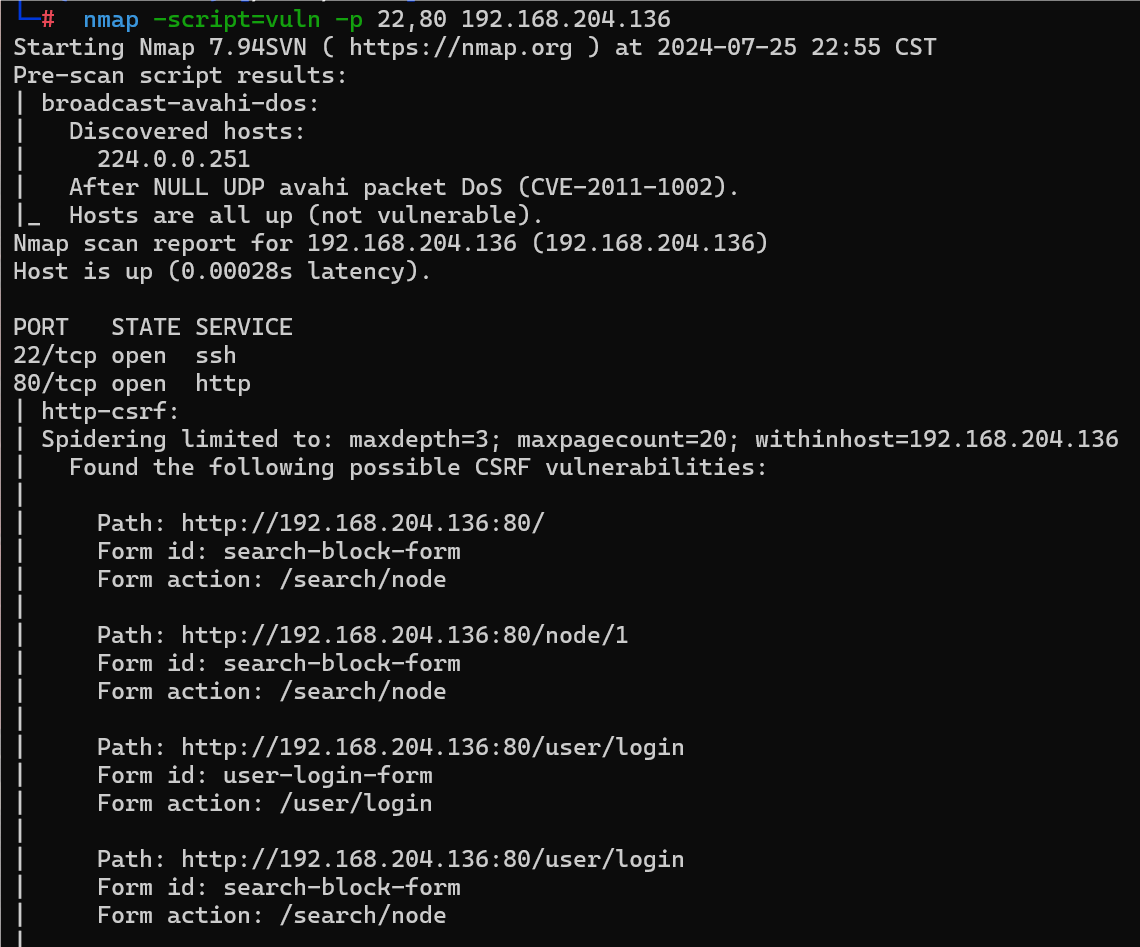 └─# nmap -script=vuln -p 22,80 192.168.204.136
Starting Nmap 7.94SVN ( https://nmap.org ) at 2024-07-25 22:55 CST
Pre-scan script results:
| broadcast-avahi-dos:
|   Discovered hosts:
|     224.0.0.251
|   After NULL UDP avahi packet DoS (CVE-2011-1002).
|_  Hosts are all up (not vulnerable).
Nmap scan report for 192.168.204.136 (192.168.204.136)
Host is up (0.00028s latency).

PORT   STATE SERVICE
22/tcp open  ssh
80/tcp open  http
| http-csrf:
| Spidering limited to: maxdepth=3; maxpagecount=20; withinhost=192.168.204.136
|   Found the following possible CSRF vulnerabilities:
|
|     Path: http://192.168.204.136:80/
|     Form id: search-block-form
|     Form action: /search/node
|
|     Path: http://192.168.204.136:80/node/1
|     Form id: search-block-form
|     Form action: /search/node
|
|     Path: http://192.168.204.136:80/user/login
|     Form id: user-login-form
|     Form action: /user/login
|
|     Path: http://192.168.204.136:80/user/login
|     Form id: search-block-form
|     Form action: /search/node
|